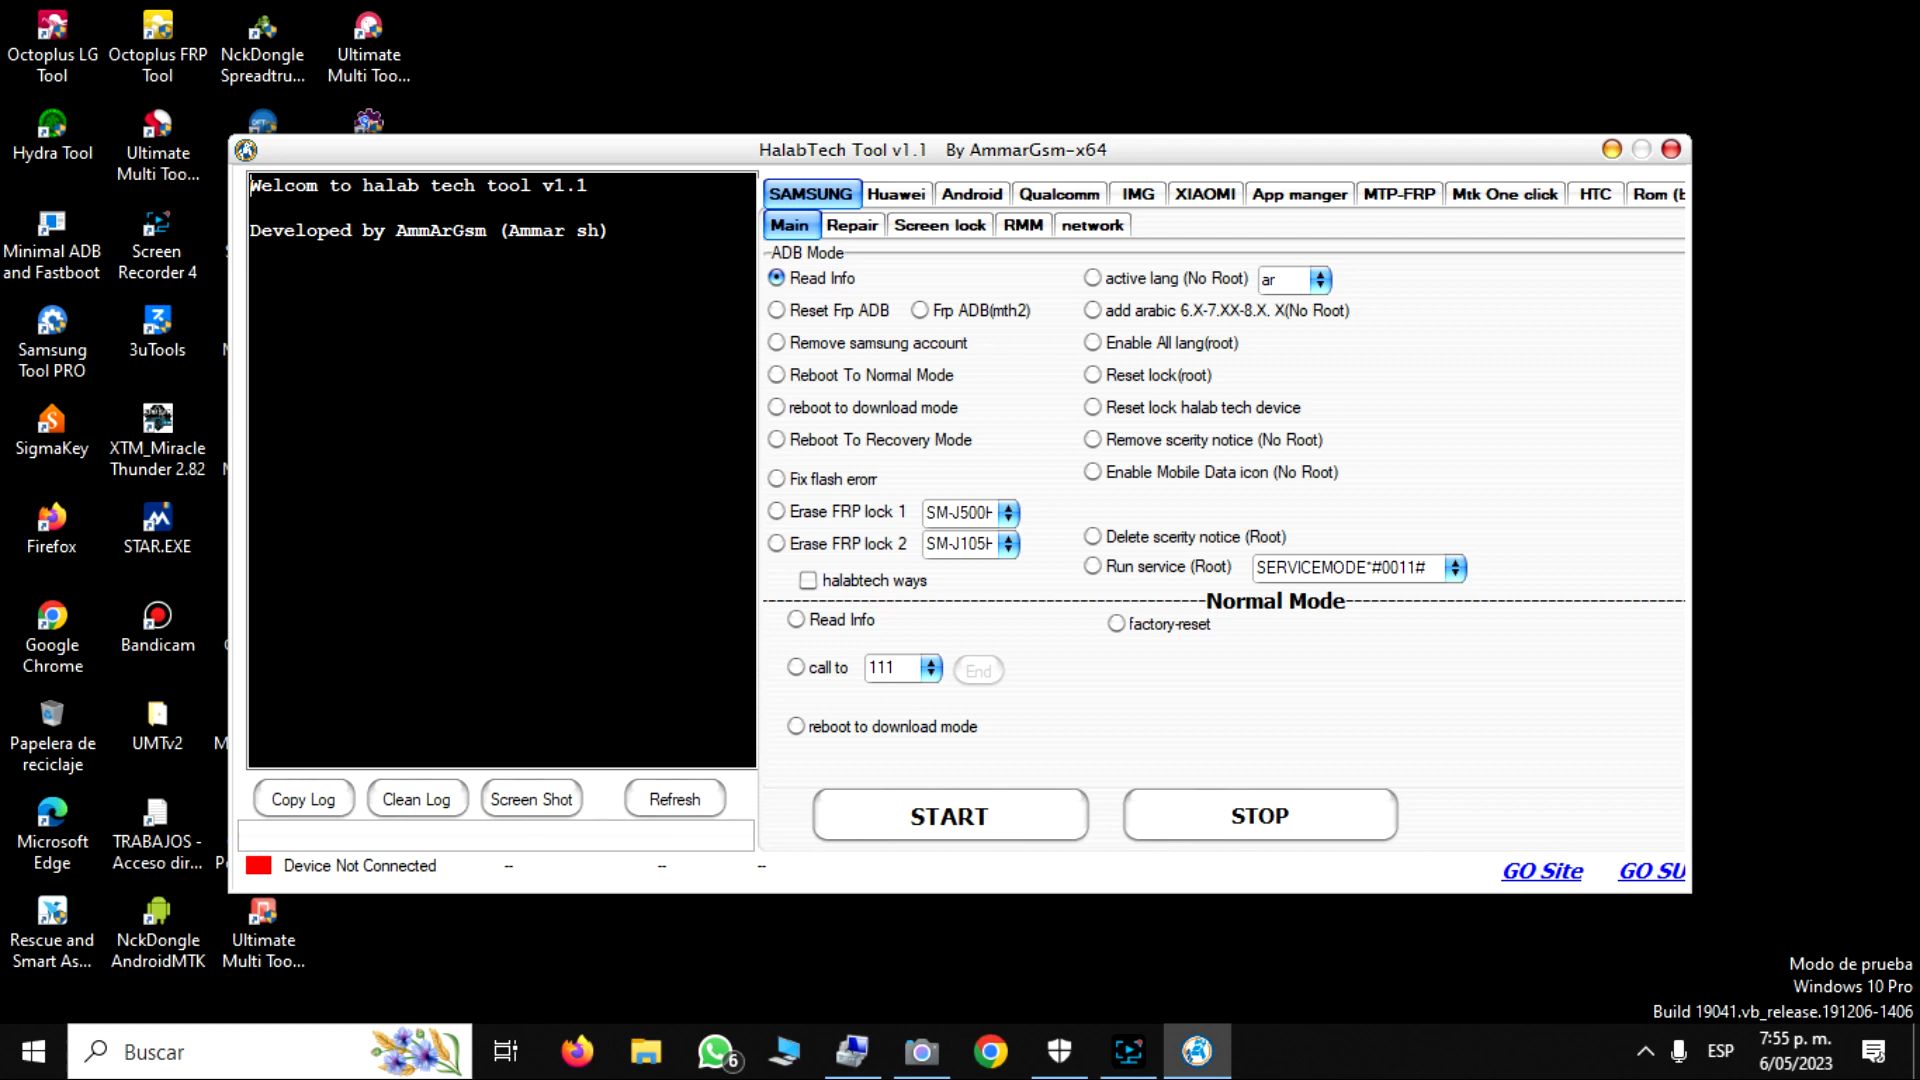 Octoplus LG
Tool
Octoplus FRP
Tool
NckDongle
Spreadtru...
Ultimate
Multi Too...
Hydra Tool
Ultimate
Multi Too...
Minimal ADB
and Fastboot
Screen
Recorder 4
Samsung
Tool PRO
3uTools
SigmaKey
XTM_Miracle
Thunder 2.82
Firefox
STAR.EXE
Google
Chrome
Bandicam
Papelera de
reciclaje
UMTv2
Microsoft
Edge
TRABAJOS -
Acceso dir...
Rescue and
Smart As...
NckDongle
AndroidMTK
Ultimate
Multi Too...
HalabTech Tool v1.1 By AmmarGsm-x64
Welcom to halab tech tool v1.1
Developed by AmmArGsm (Ammar sh)
SAMSUNG Huawei Android Qualcomm IMG XIAOMI App manger MTP-FRP Mtk One click HTC Rom (b
Main Repair Screen lock RMM network
ADB Mode
Read Info
active lang (No Root) ar
Reset Frp ADB Frp ADB(mth2)
add arabic 6.X-7.XX-8.X. X(No Root)
Remove samsung account
Enable All lang(root)
Reboot To Normal Mode
Reset lock(root)
reboot to download mode
Reset lock halab tech device
Reboot To Recovery Mode
Remove scerity notice (No Root)
Fix flash erorr
Enable Mobile Data icon (No Root)
Erase FRP lock 1 SM-J500H
Erase FRP lock 2 SM-J105H
Delete scerity notice (Root)
Run service (Root) SERVICEMODE*#0011#
halabtech ways
Normal Mode
Read Info
factory-reset
call to 111 End
reboot to download mode
Copy Log Clean Log Screen Shot Refresh
START STOP
Device Not Connected -- -- --
GO Site GO SU
Modo de prueba
Windows 10 Pro
Build 19041.vb_release.191206-1406
Buscar
6
ESP
7:55 p. m.
6/05/2023